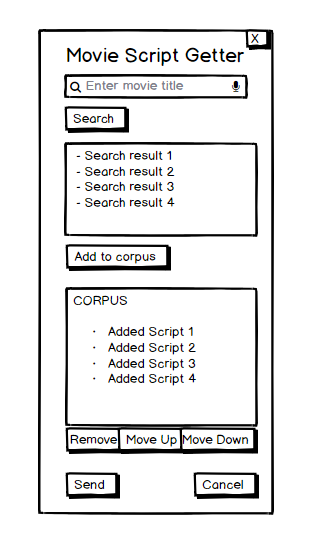 X
Movie Script Getter
Enter movie title
Search
- Search result 1
- Search result 2
- Search result 3
- Search result 4
Add to corpus
CORPUS
· Added Script 1
· Added Script 2
· Added Script 3
· Added Script 4
Remove Move Up Move Down
Send Cancel